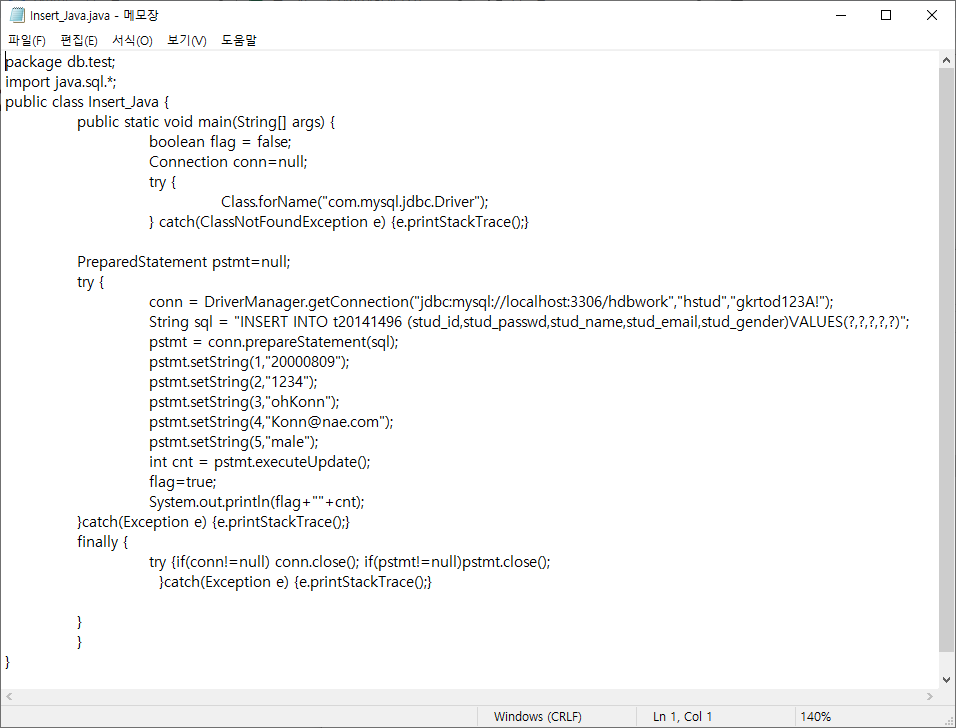 Insert_Java.java - 메모장
파일(F) 편집(E) 서식(O) 보기(V) 도움말
package db.test;
import java.sql.*;
public class Insert_Java {
public static void main(String[] args) {
boolean flag = false;
Connection conn=null;
try {
Class.forName("com.mysql.jdbc.Driver");
} catch(ClassNotFoundException e) {e.printStackTrace();}
PreparedStatement pstmt=null;
try {
conn = DriverManager.getConnection("jdbc:mysql://localhost:3306/hdbwork","hstud","gkrtod123A!");
String sql = "INSERT INTO t20141496 (stud_id,stud_passwd,stud_name,stud_email,stud_gender)VALUES(?,?,?,?,?)";
pstmt = conn.prepareStatement(sql);
pstmt.setString(1,"20000809");
pstmt.setString(2,"1234");
pstmt.setString(3,"ohKonn");
pstmt.setString(4,"Konn@nae.com");
pstmt.setString(5,"male");
int cnt = pstmt.executeUpdate();
flag=true;
System.out.println(flag+""+cnt);
}catch(Exception e) {e.printStackTrace();}
finally {
try {if(conn!=null) conn.close(); if(pstmt!=null)pstmt.close();
}catch(Exception e) {e.printStackTrace();}
}
}
}
Windows (CRLF) Ln 1, Col 1 140%